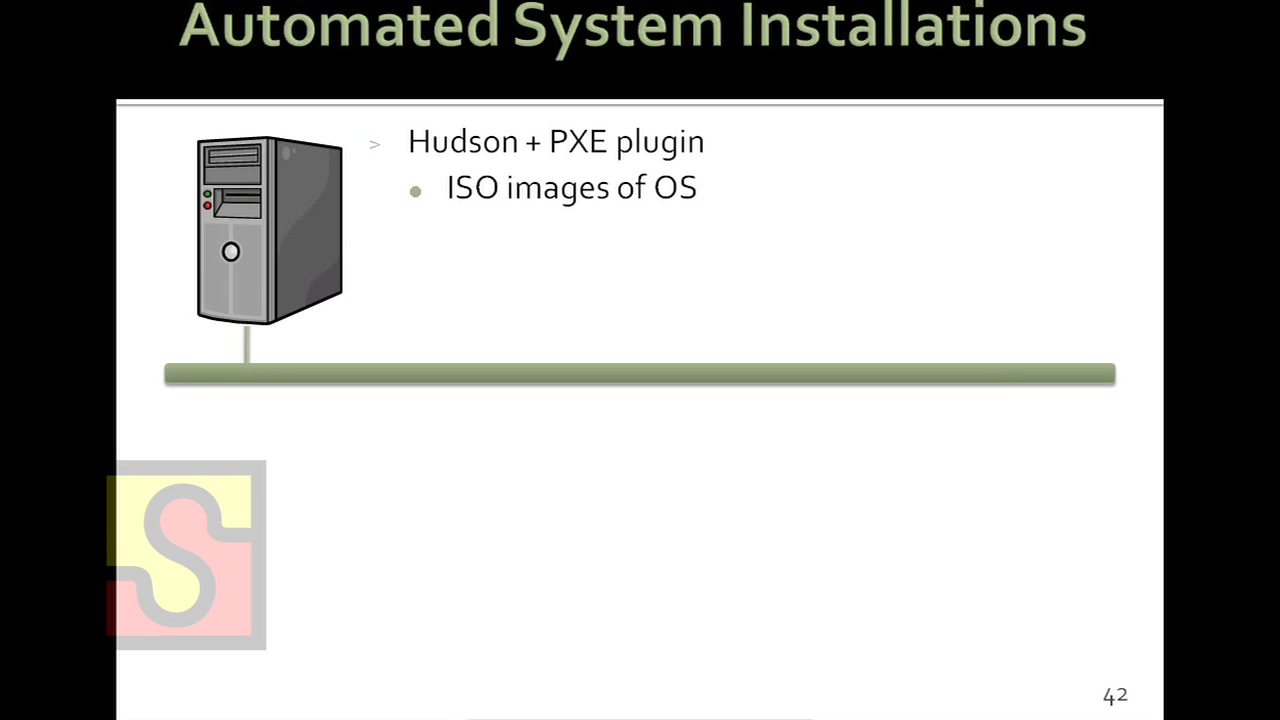 Automated System Installations
> Hudson + PXE plugin
• ISO images of OS
S
42